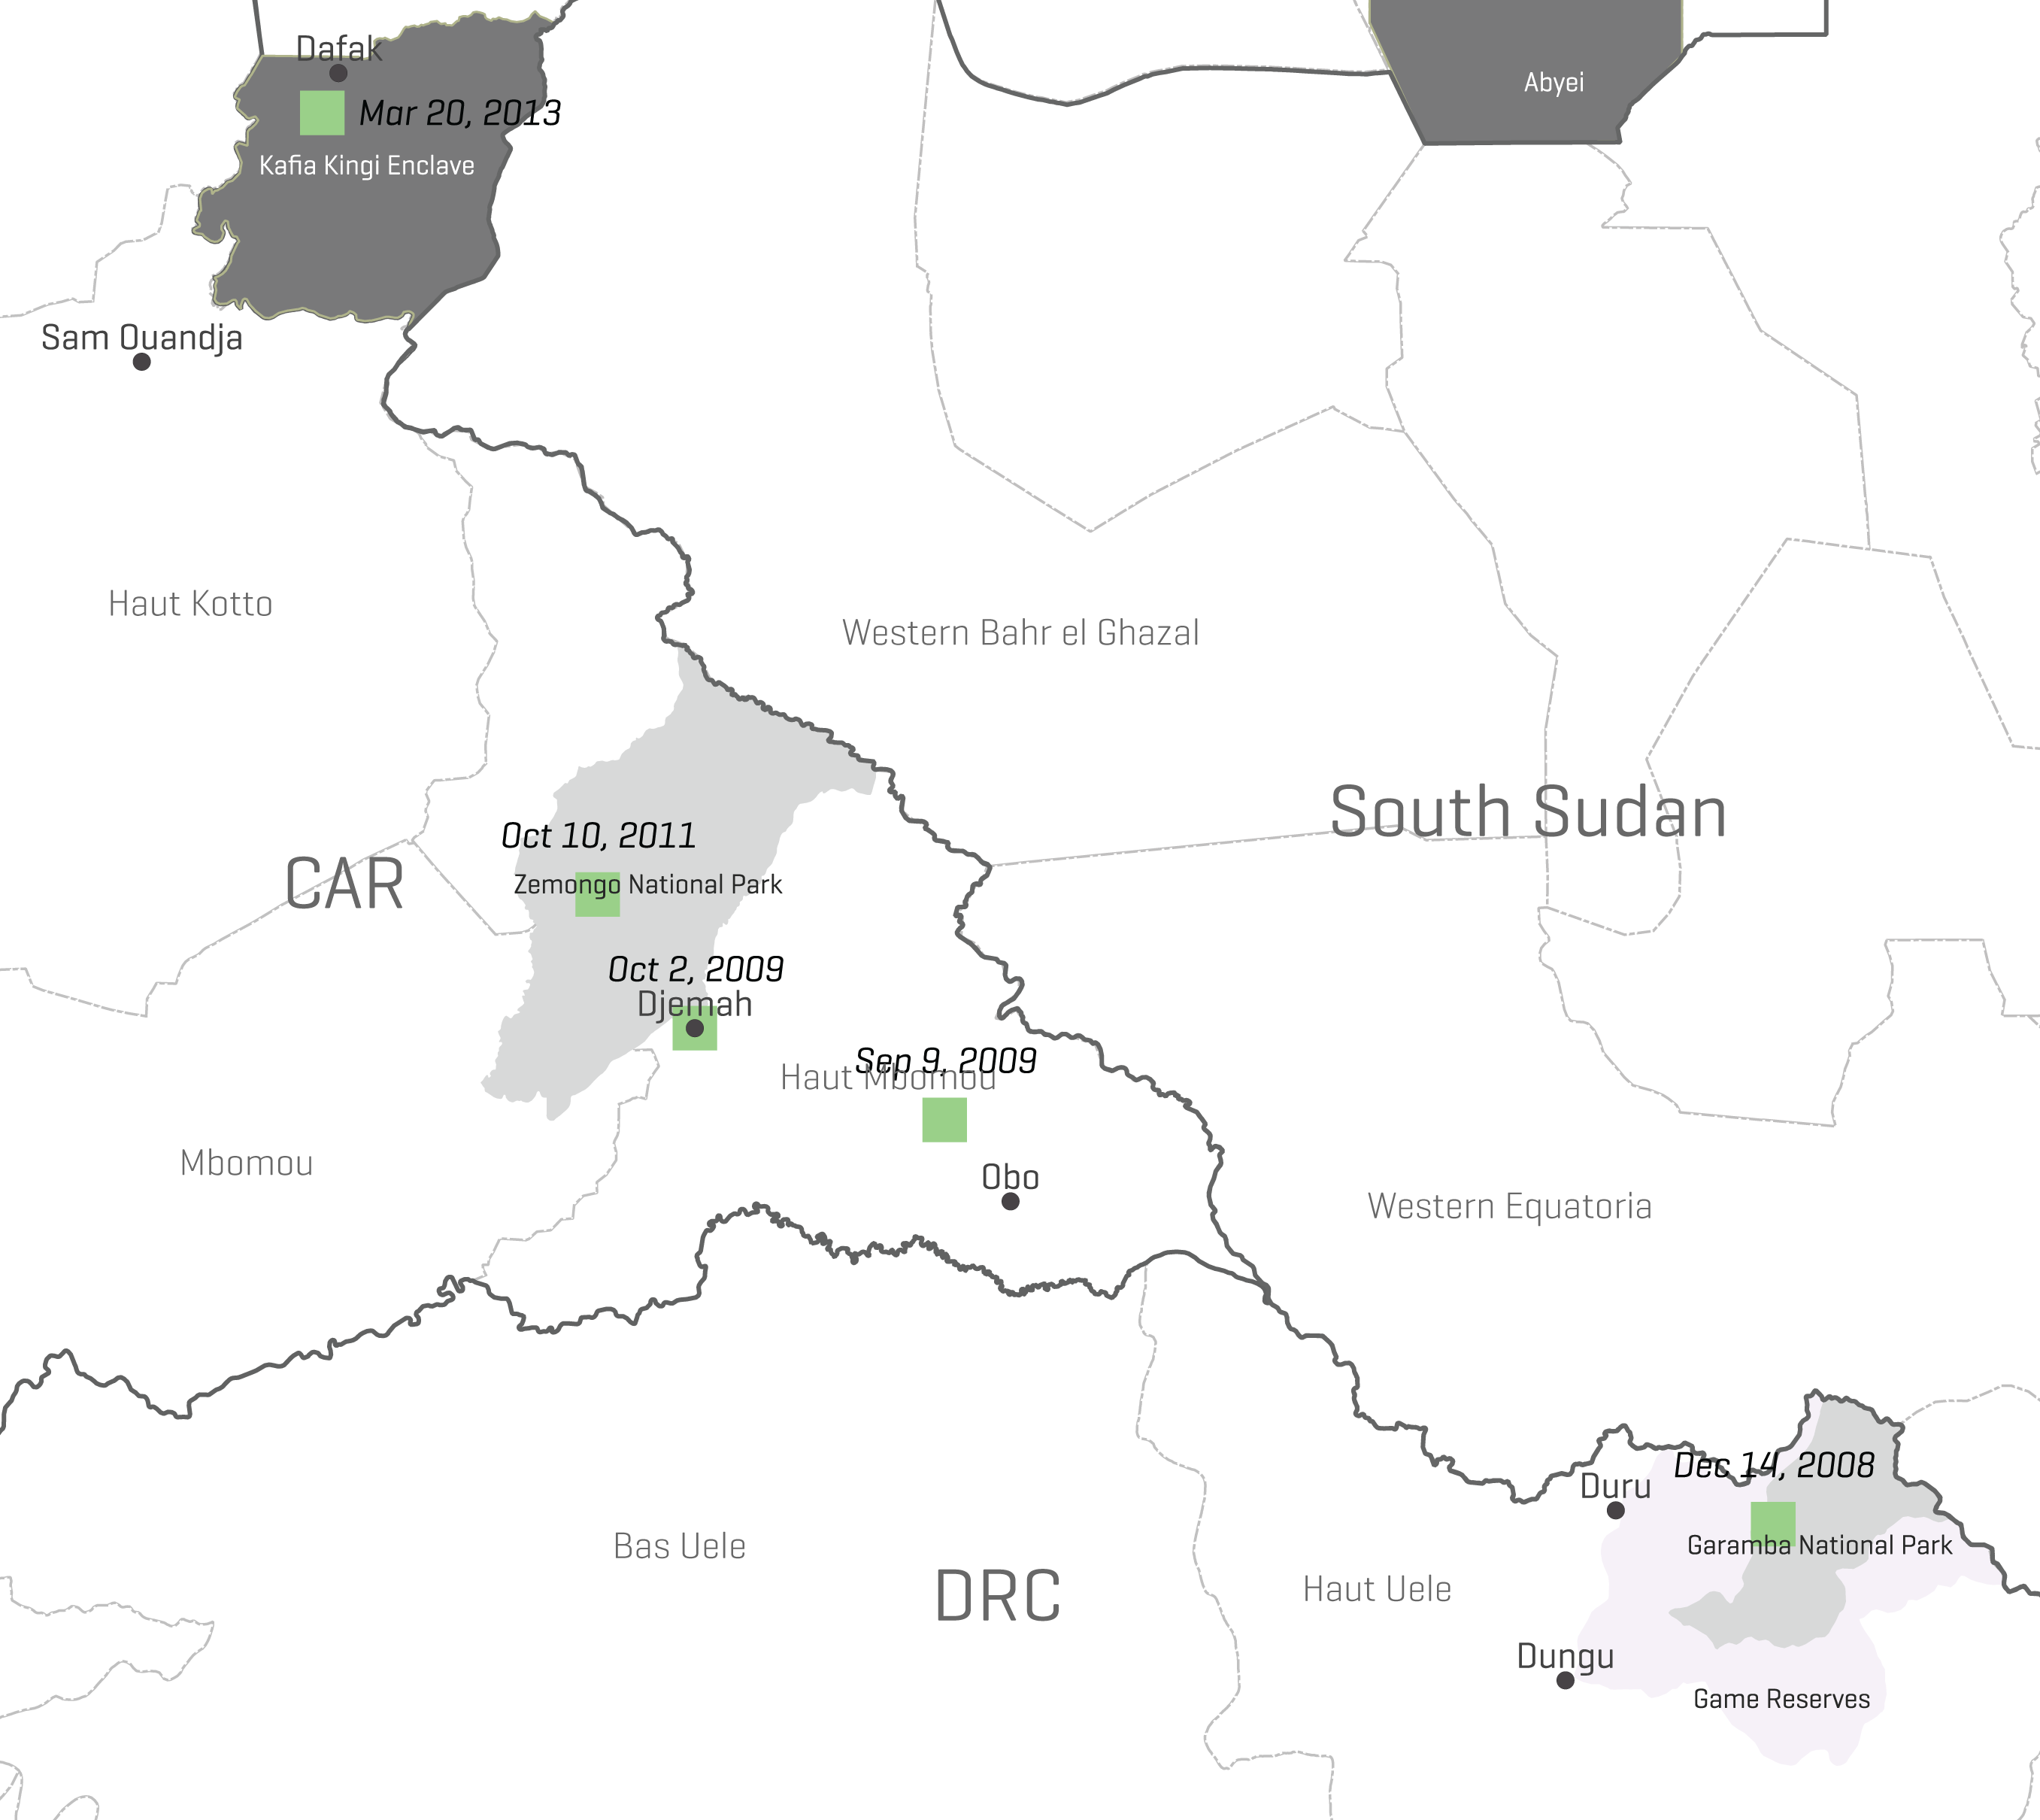 Dafak
Abyei
Mar 20, 2013
Kafia Kingi Enclave
Sam Ouandja
Haut Kotto
Western Bahr el Ghazal
South Sudan
Oct 10, 2011
CAR
Zemongo National Park
Oct 2, 2009
Djemah
Sep 9, 2009
Haut Mbomou
Mbomou
Obo
Western Equatoria
Dec 14, 2008
Duru
Bas Uele
Garamba National Park
DRC
Haut Uele
Dungu
Game Reserves